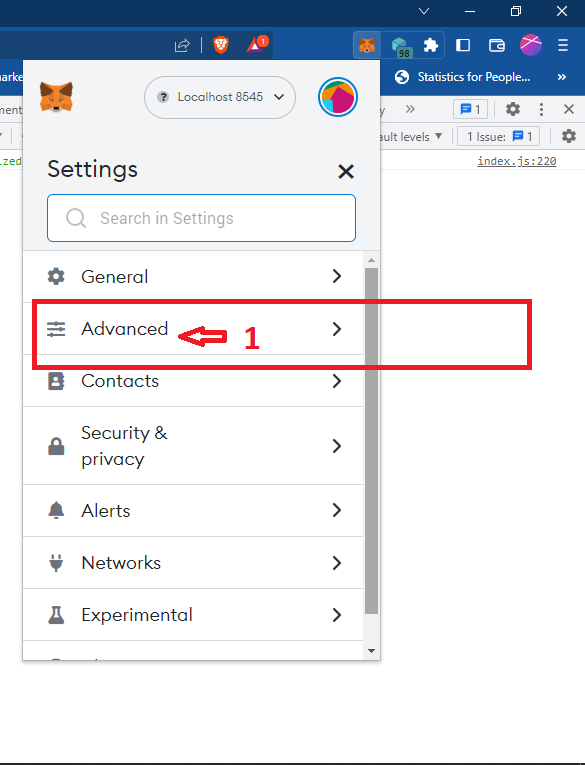 1
98
arke
Statistics for People...
»
ment
Localhost 8545
y
»
1
ized
ault levels
1 Issue:
1
index.js:220
Settings
Search in Settings
General
Advanced
1
Contacts
Security &
privacy
Alerts
Networks
Experimental